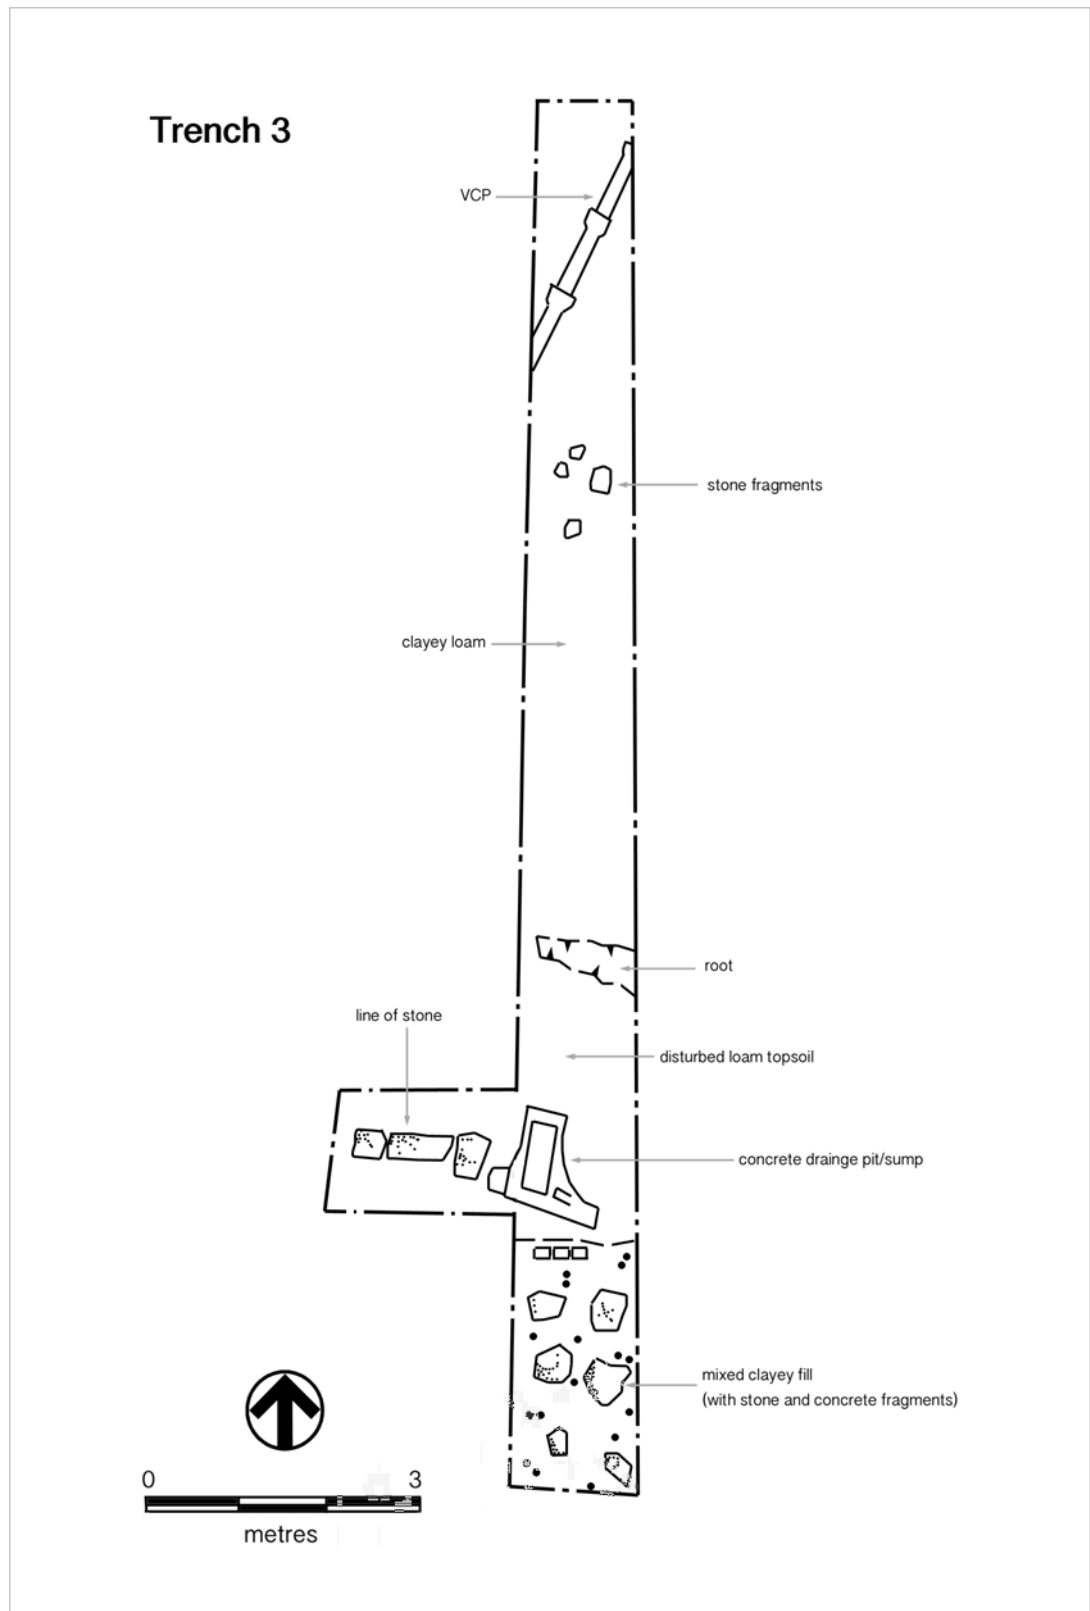 Trench 3
VCP
stone fragments
clayey loam
root
line of stone
disturbed loam topsoil
concrete drainge pit/sump
mixed clayey fill
(with stone and concrete fragments)
0 3
metres